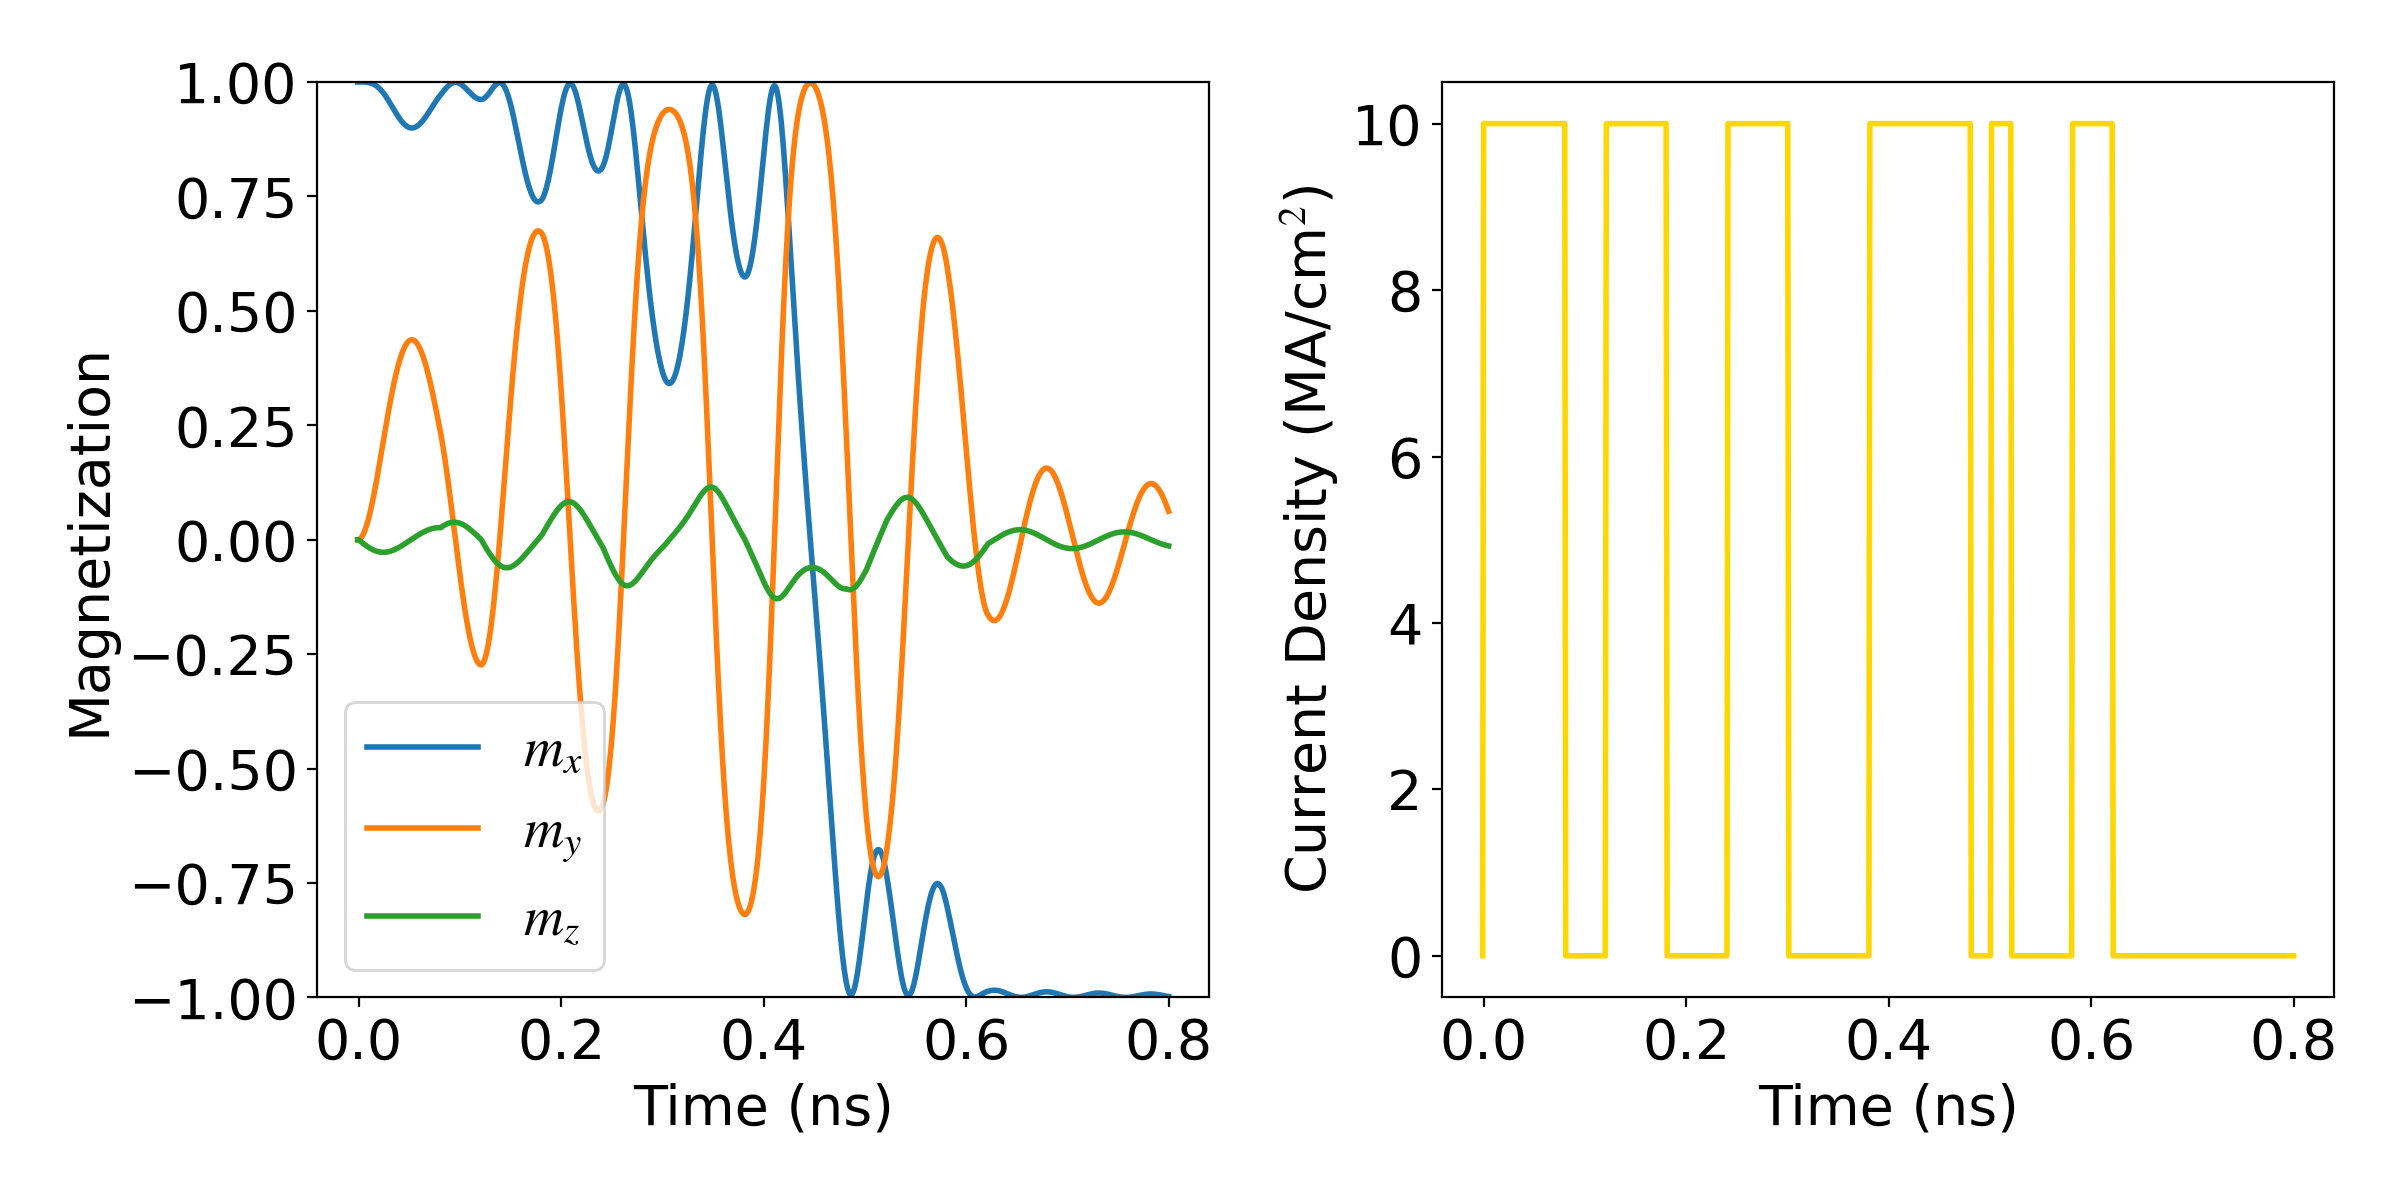 Magnetization
1.00
0.75
0.50
0.25
0.00
−0.25
−0.50
−0.75
−1.00
m_x
m_y
m_z
0.0 0.2 0.4 0.6 0.8
Time (ns)
Current Density (MA/cm²)
10
8
6
4
2
0
0.0 0.2 0.4 0.6 0.8
Time (ns)